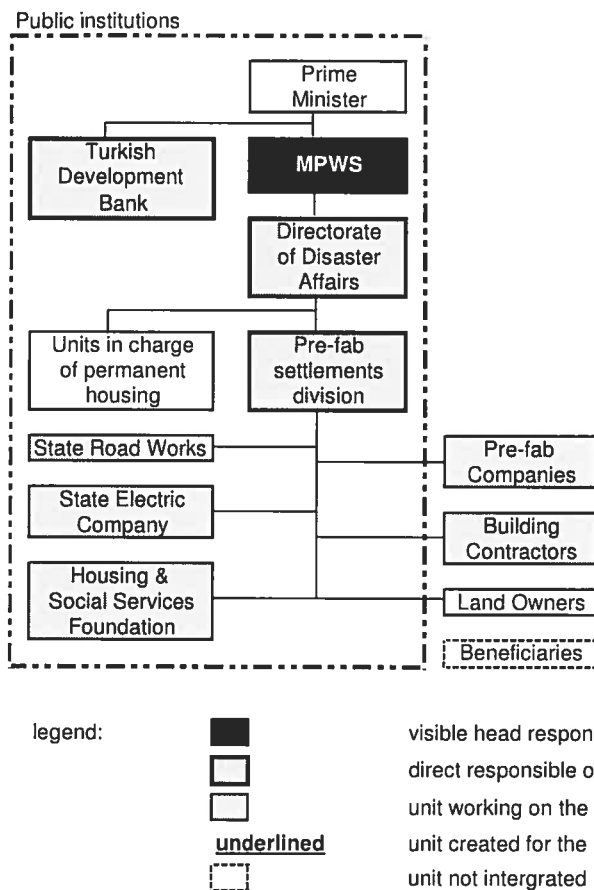 Public institutions
Prime
Minister
Turkish
Development
Bank
MPWS
Directorate
of Disaster
Affairs
Units in charge
of permanent
housing
Pre-fab
settlements
division
State Road Works
Pre-fab
Companies
State Electric
Company
Building
Contractors
Housing &
Social Services
Foundation
Land Owners
Beneficiaries
legend:
visible head respon
direct responsible o
unit working on the
underlined
unit created for the
unit not intergrated